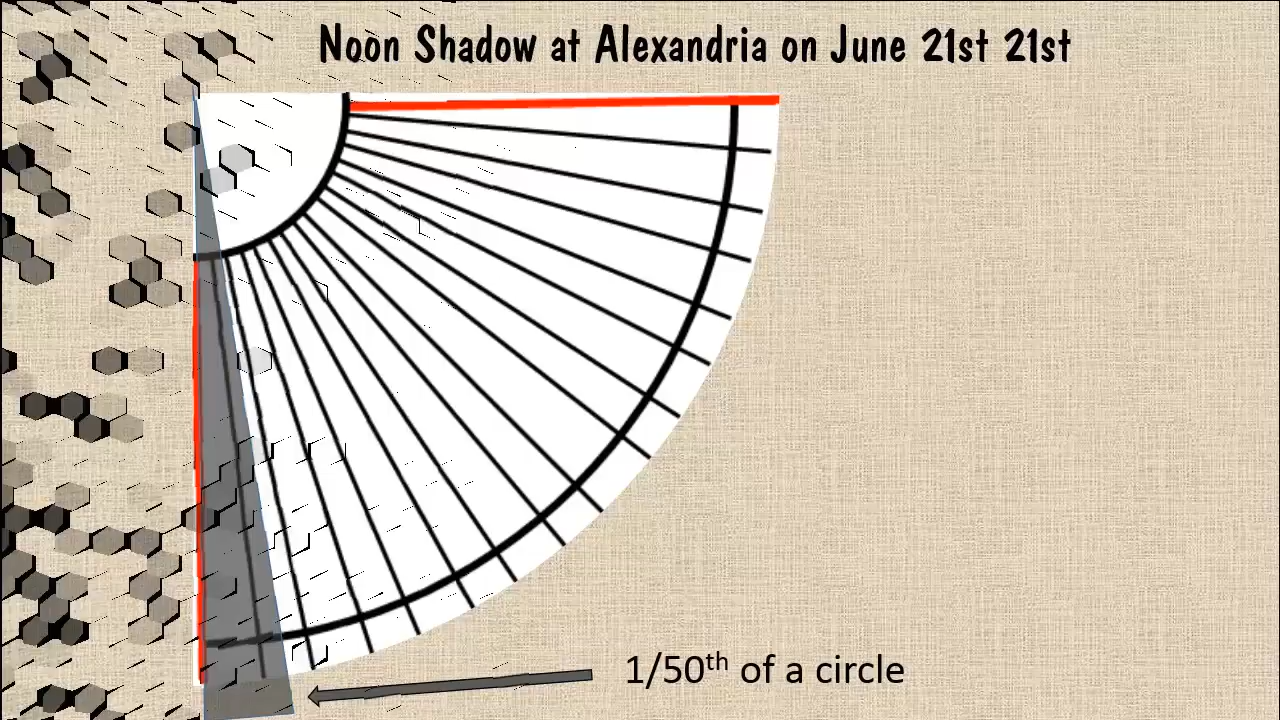 Noon Shadow at Alexandria on June 21st 21st
1/50th of a circle